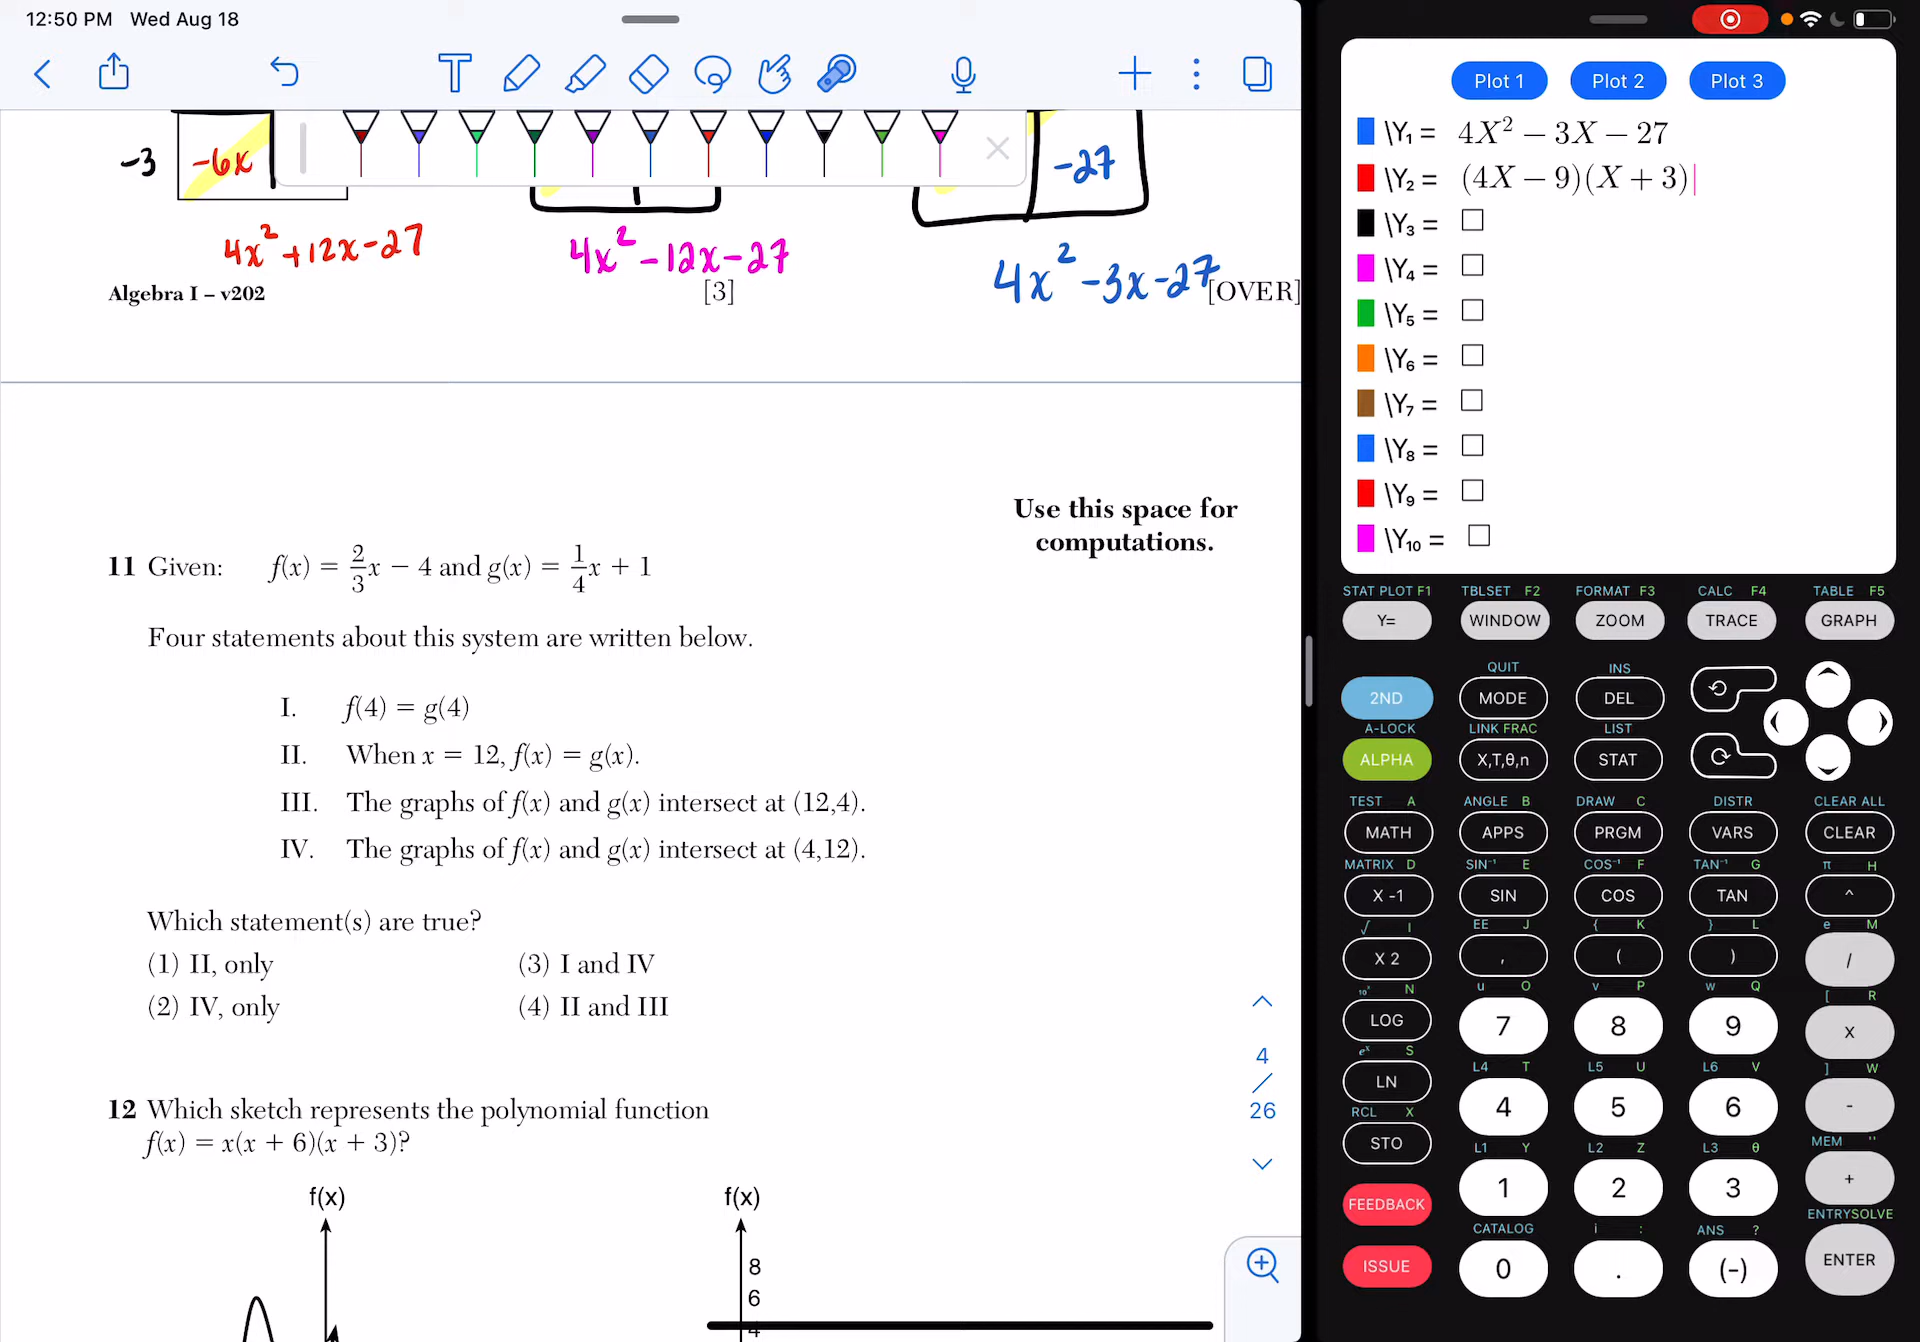 12:50 PM Wed Aug 18
-3
-6x
-27
4x² +12x-27
4x² -12x-27
4x² -3x-27
Algebra I – v202
[3]
[OVER]
Use this space for
computations.
11 Given: f(x) = 2/3x − 4 and g(x) = 1/4x + 1
Four statements about this system are written below.
I. f(4) = g(4)
II. When x = 12, f(x) = g(x).
III. The graphs of f(x) and g(x) intersect at (12,4).
IV. The graphs of f(x) and g(x) intersect at (4,12).
Which statement(s) are true?
(1) II, only
(3) I and IV
(2) IV, only
(4) II and III
4
/
26
12 Which sketch represents the polynomial function
f(x) = x(x + 6)(x + 3)?
f(x)
f(x)
8
6
4
Plot 1 Plot 2 Plot 3
\Y₁ = 4X² − 3X − 27
\Y₂ = (4X − 9)(X + 3)
\Y₃ =
\Y₄ =
\Y₅ =
\Y₆ =
\Y₇ =
\Y₈ =
\Y₉ =
\Y₁₀ =
STAT PLOT F1 TBLSET F2 FORMAT F3 CALC F4 TABLE F5
Y= WINDOW ZOOM TRACE GRAPH
QUIT INS
2ND MODE DEL
A-LOCK LINK FRAC LIST
ALPHA X,T,θ,n STAT
TEST A ANGLE B DRAW C DISTR CLEAR ALL
MATH APPS PRGM VARS CLEAR
MATRIX D SIN⁻¹ E COS⁻¹ F TAN⁻¹ G π H
X -1 SIN COS TAN ^
√ I EE J { K } L e M
X 2 , ( ) /
10ˣ N u O v P w Q [ R
LOG 7 8 9 X
eˣ S L4 T L5 U L6 V ] W
LN 4 5 6 -
RCL X L1 Y L2 Z L3 θ MEM "
STO 1 2 3 +
FEEDBACK CATALOG i : ANS ? ENTRY SOLVE
ISSUE 0 . (-) ENTER